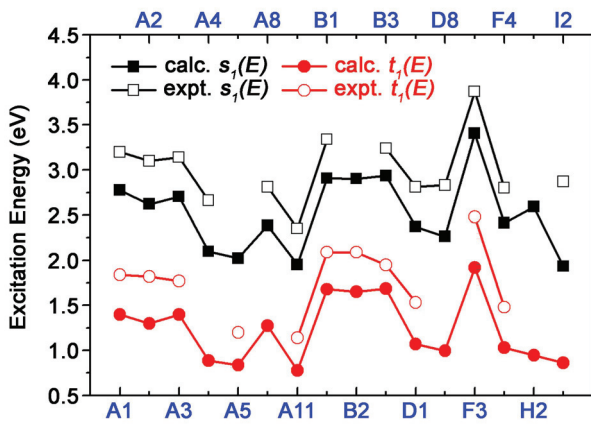 A2 A4 A8 B1 B3 D8 F4 I2
4.5
4.0
3.5
3.0
2.5
2.0
1.5
1.0
0.5
Excitation Energy (eV)
calc. s1(E) calc. t1(E)
expt. s1(E) expt. t1(E)
A1 A3 A5 A11 B2 D1 F3 H2